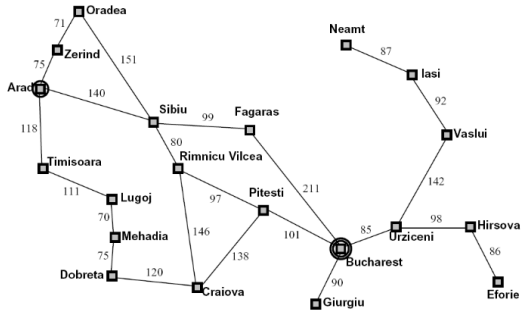 Oradea
71
Neamt
Zerind
87
151
75
Iasi
Arad
140
92
Sibiu
Fagaras
99
118
Vaslui
80
Timisoara
Rimnicu Vilcea
142
111
211
Lugoj
97
Pitesti
70
146
98
Hirsova
Mehadia
101
85
Urziceni
138
75
86
Bucharest
Dobreta
120
90
Craiova
Eforie
Giurgiu